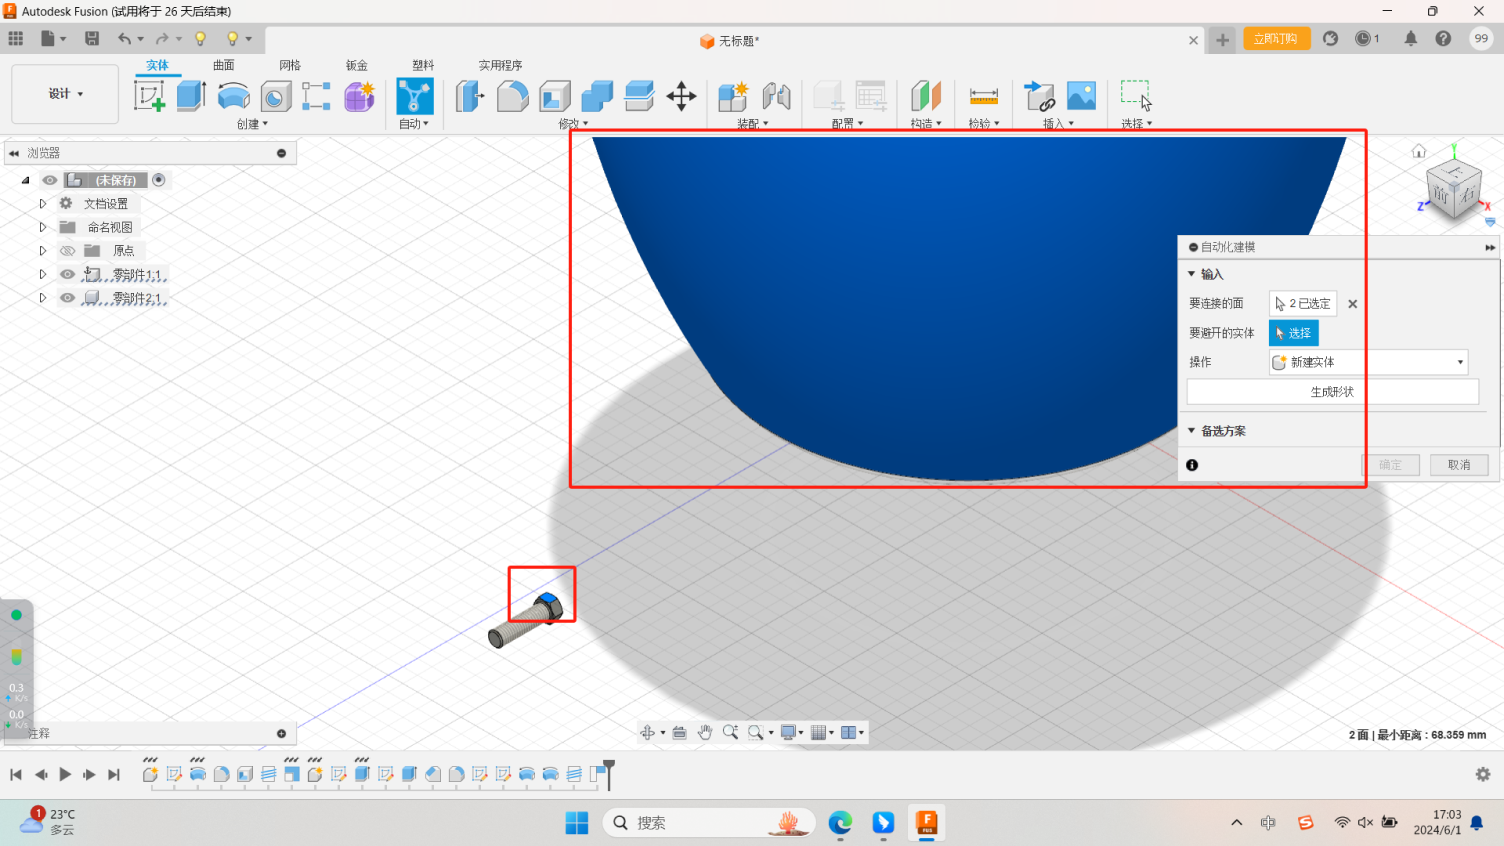 Autodesk Fusion (试用将于 26 天后结束)
无标题*
立即订购
1
99
设计
实体
曲面
网格
钣金
塑料
实用程序
创建
自动
修改
装配
配置
构造
检验
插入
选择
浏览器
(未保存)
文档设置
命名视图
原点
零部件1:1
零部件2:1
上
前
右
Y
Z
X
自动化建模
输入
要连接的面
2 已选定
要避开的实体
选择
操作
新建实体
生成形状
备选方案
确定
取消
0.3
K/s
0.0
K/s
注释
2 面 | 最小距离 : 68.359 mm
1
23°C
多云
搜索
17:03
2024/6/1